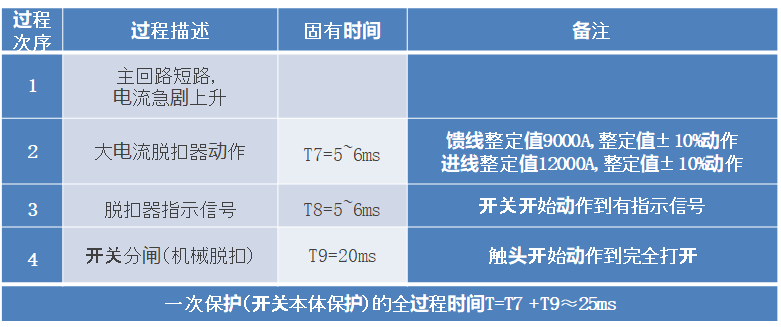 过程
次序
过程描述
固有时间
备注
1
主回路短路，
电流急剧上升
2
大电流脱扣器动作
T7=5~6ms
馈线整定值9000A,整定值±10%动作
进线整定值12000A,整定值±10%动作
3
脱扣器指示信号
T8=5~6ms
开关开始动作到有指示信号
4
开关分闸(机械脱扣)
T9=20ms
触头开始动作到完全打开
一次保护(开关本体保护)的全过程时间T=T7 +T9≈25ms